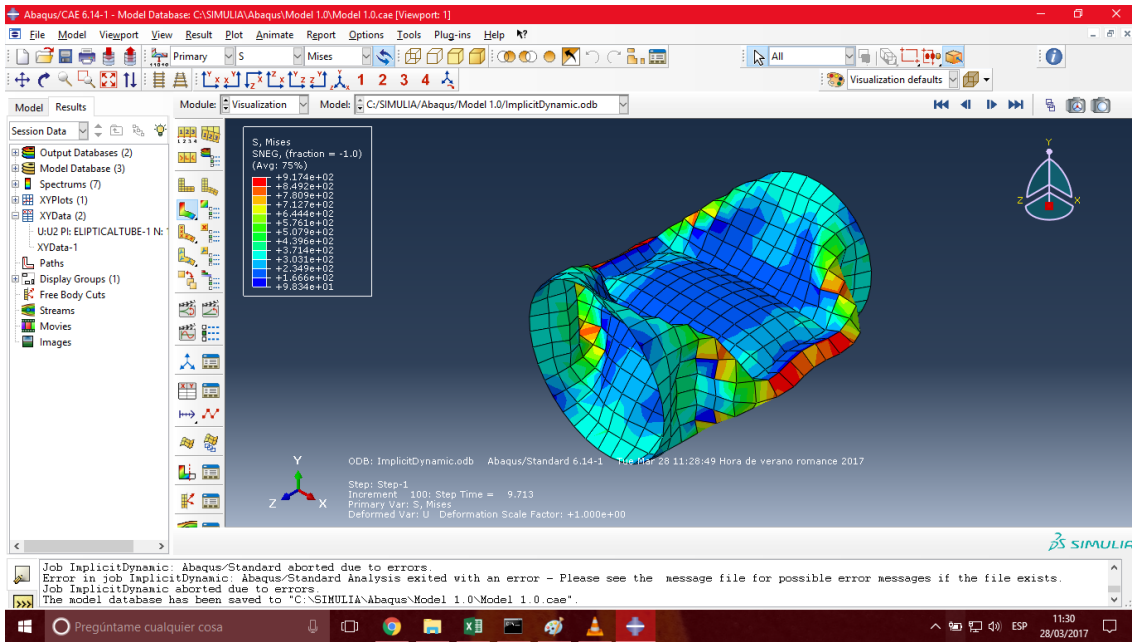 Abaqus/CAE 6.14-1 - Model Database: C:\SIMULIA\Abaqus\Model 1.0\Model 1.0.cae [Viewport: 1]
File Model Viewport View Result Plot Animate Report Options Tools Plug-ins Help
Primary S Mises All
1 2 3 4 Visualization defaults
Model Results Module: Visualization Model: C:/SIMULIA/Abaqus/Model 1.0/ImplicitDynamic.odb
Session Data
Output Databases (2)
Model Database (3)
Spectrums (7)
XYPlots (1)
XYData (2)
U:U2 PI: ELIPTICALTUBE-1 N:
XYData-1
Paths
Display Groups (1)
Free Body Cuts
Streams
Movies
Images
S, Mises
SNEG, (fraction = -1.0)
(Avg: 75%)
+9.174e+02
+8.492e+02
+7.809e+02
+7.127e+02
+6.444e+02
+5.761e+02
+5.079e+02
+4.396e+02
+3.714e+02
+3.031e+02
+2.349e+02
+1.666e+02
+9.834e+01
Y
Z X
Y
Z X
ODB: ImplicitDynamic.odb Abaqus/Standard 6.14-1 Tue Mar 28 11:28:49 Hora de verano romance 2017
Step: Step-1
Increment 100: Step Time = 9.713
Primary Var: S, Mises
Deformed Var: U Deformation Scale Factor: +1.000e+00
SIMULIA
Job ImplicitDynamic: Abaqus/Standard aborted due to errors.
Error in job ImplicitDynamic: Abaqus/Standard Analysis exited with an error - Please see the message file for possible error messages if the file exists.
Job ImplicitDynamic aborted due to errors.
The model database has been saved to "C:\SIMULIA\Abaqus\Model 1.0\Model 1.0.cae".
Pregúntame cualquier cosa
ESP
11:30
28/03/2017